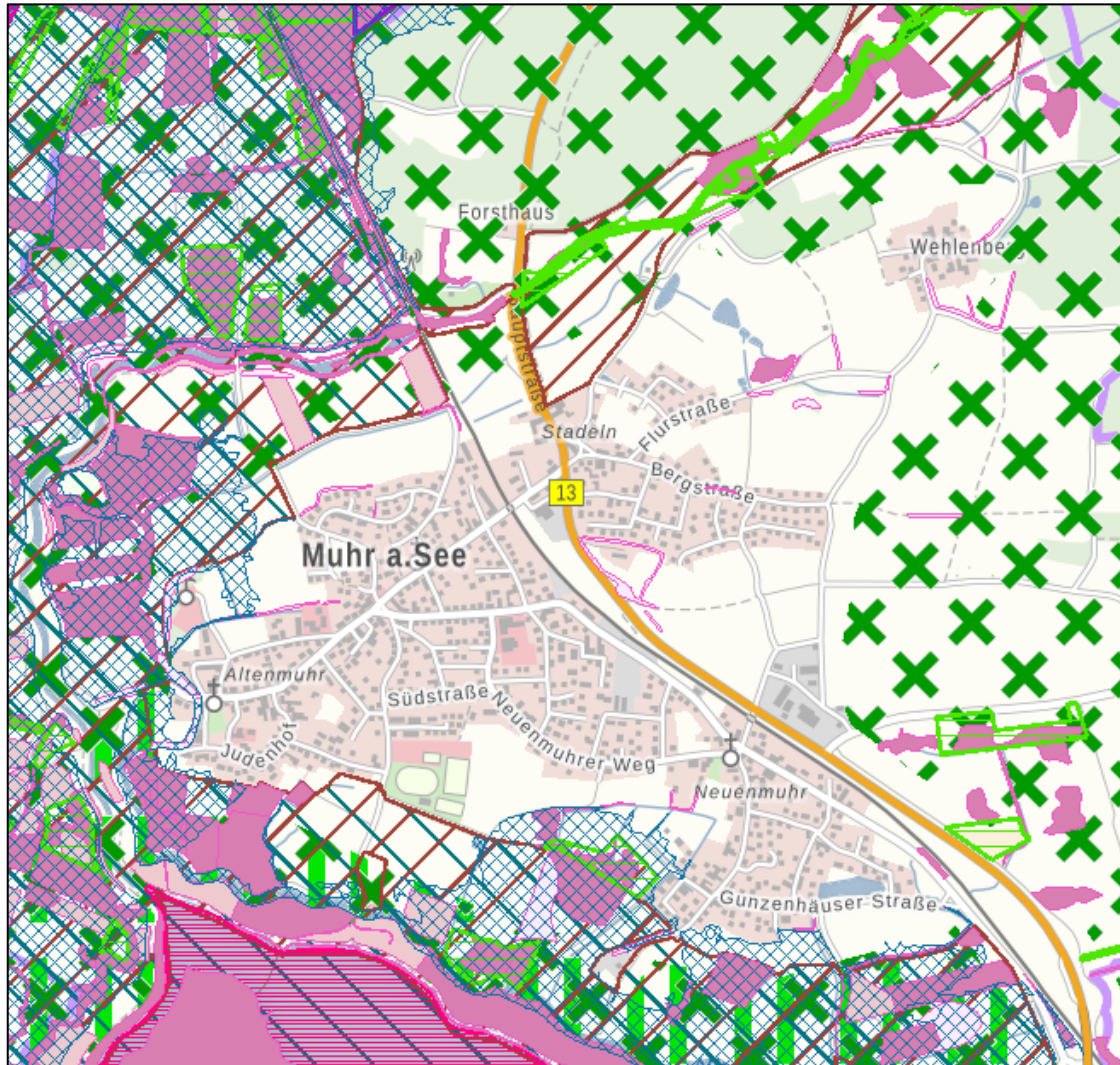 Forsthaus
Wehlenberg
Hauptstraße
Stadeln
Flurstraße
Bergstraße
13
Muhr a.See
Altenmuhr
Südstraße
Neuenmuhrer Weg
Judenhof
Neuenmuhr
Gunzenhäuser Straße